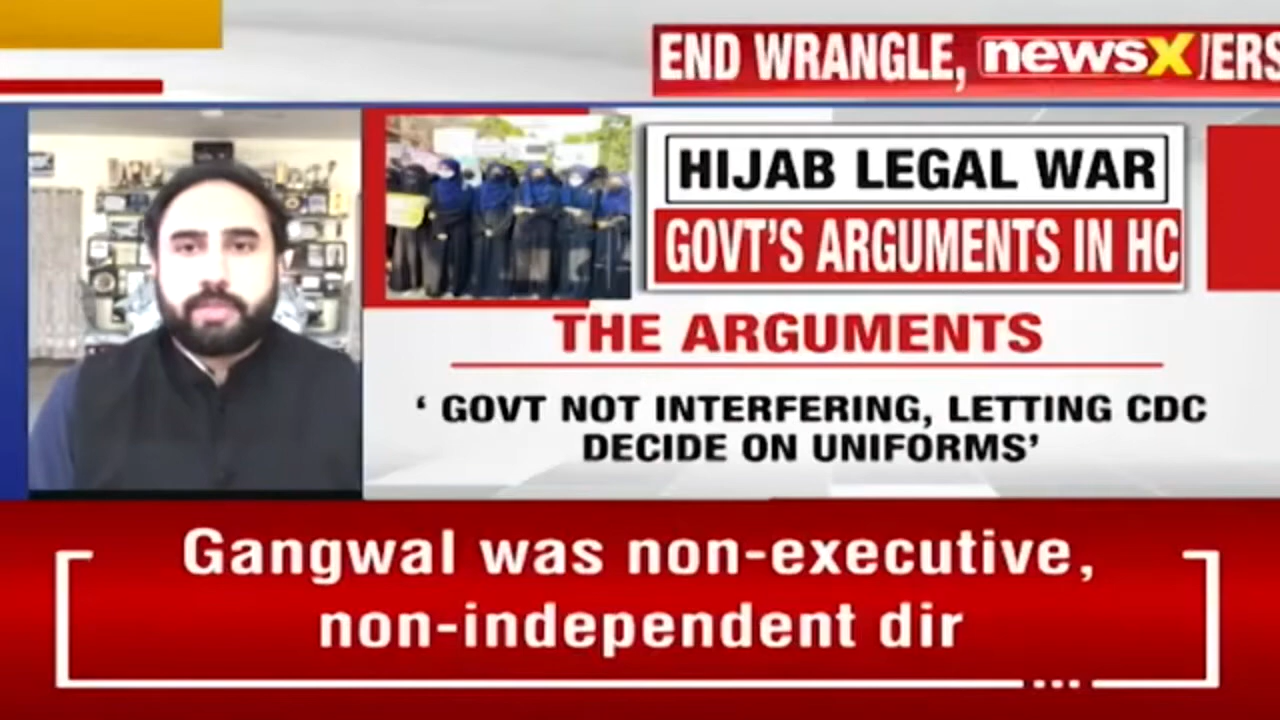 END WRANGLE, newsX
HIJAB LEGAL WAR
GOVT'S ARGUMENTS IN HC
THE ARGUMENTS
‘ GOVT NOT INTERFERING, LETTING CDC
DECIDE ON UNIFORMS’
Gangwal was non-executive,
non-independent dir